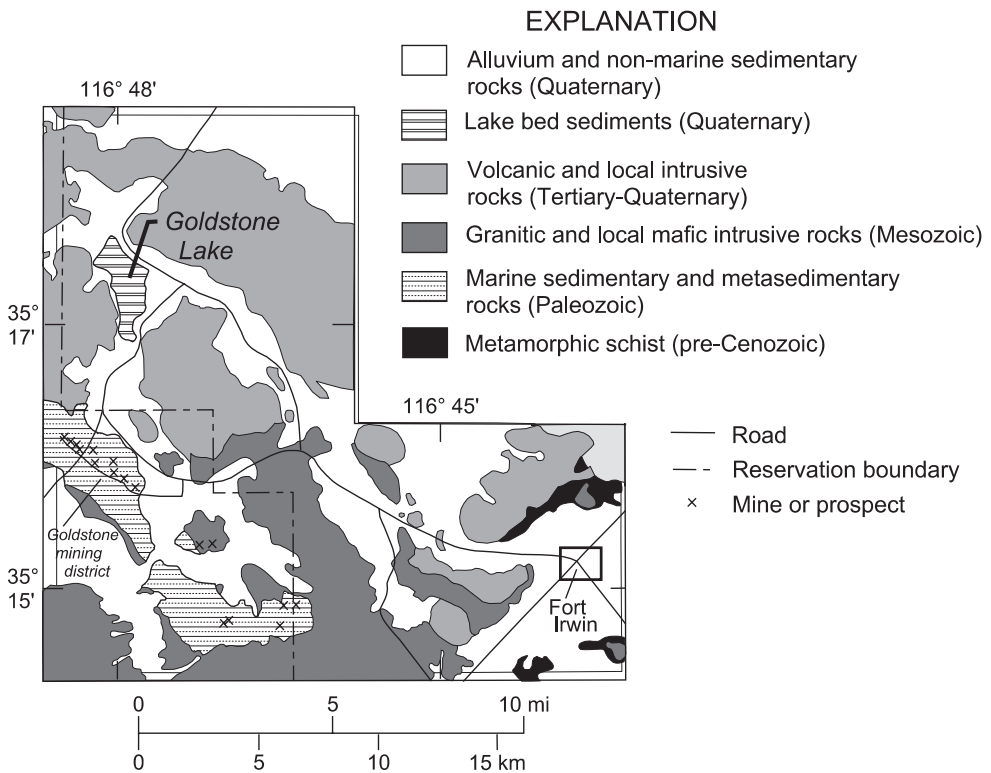 EXPLANATION
Alluvium and non-marine sedimentary
rocks (Quaternary)
Lake bed sediments (Quaternary)
Volcanic and local intrusive
rocks (Tertiary-Quaternary)
Granitic and local mafic intrusive rocks (Mesozoic)
Marine sedimentary and metasedimentary
rocks (Paleozoic)
Metamorphic schist (pre-Cenozoic)
Road
Reservation boundary
Mine or prospect
116° 48'
Goldstone
Lake
35°
17'
116° 45'
Goldstone
mining
district
35°
15'
Fort
Irwin
0 5 10 mi
0 5 10 15 km